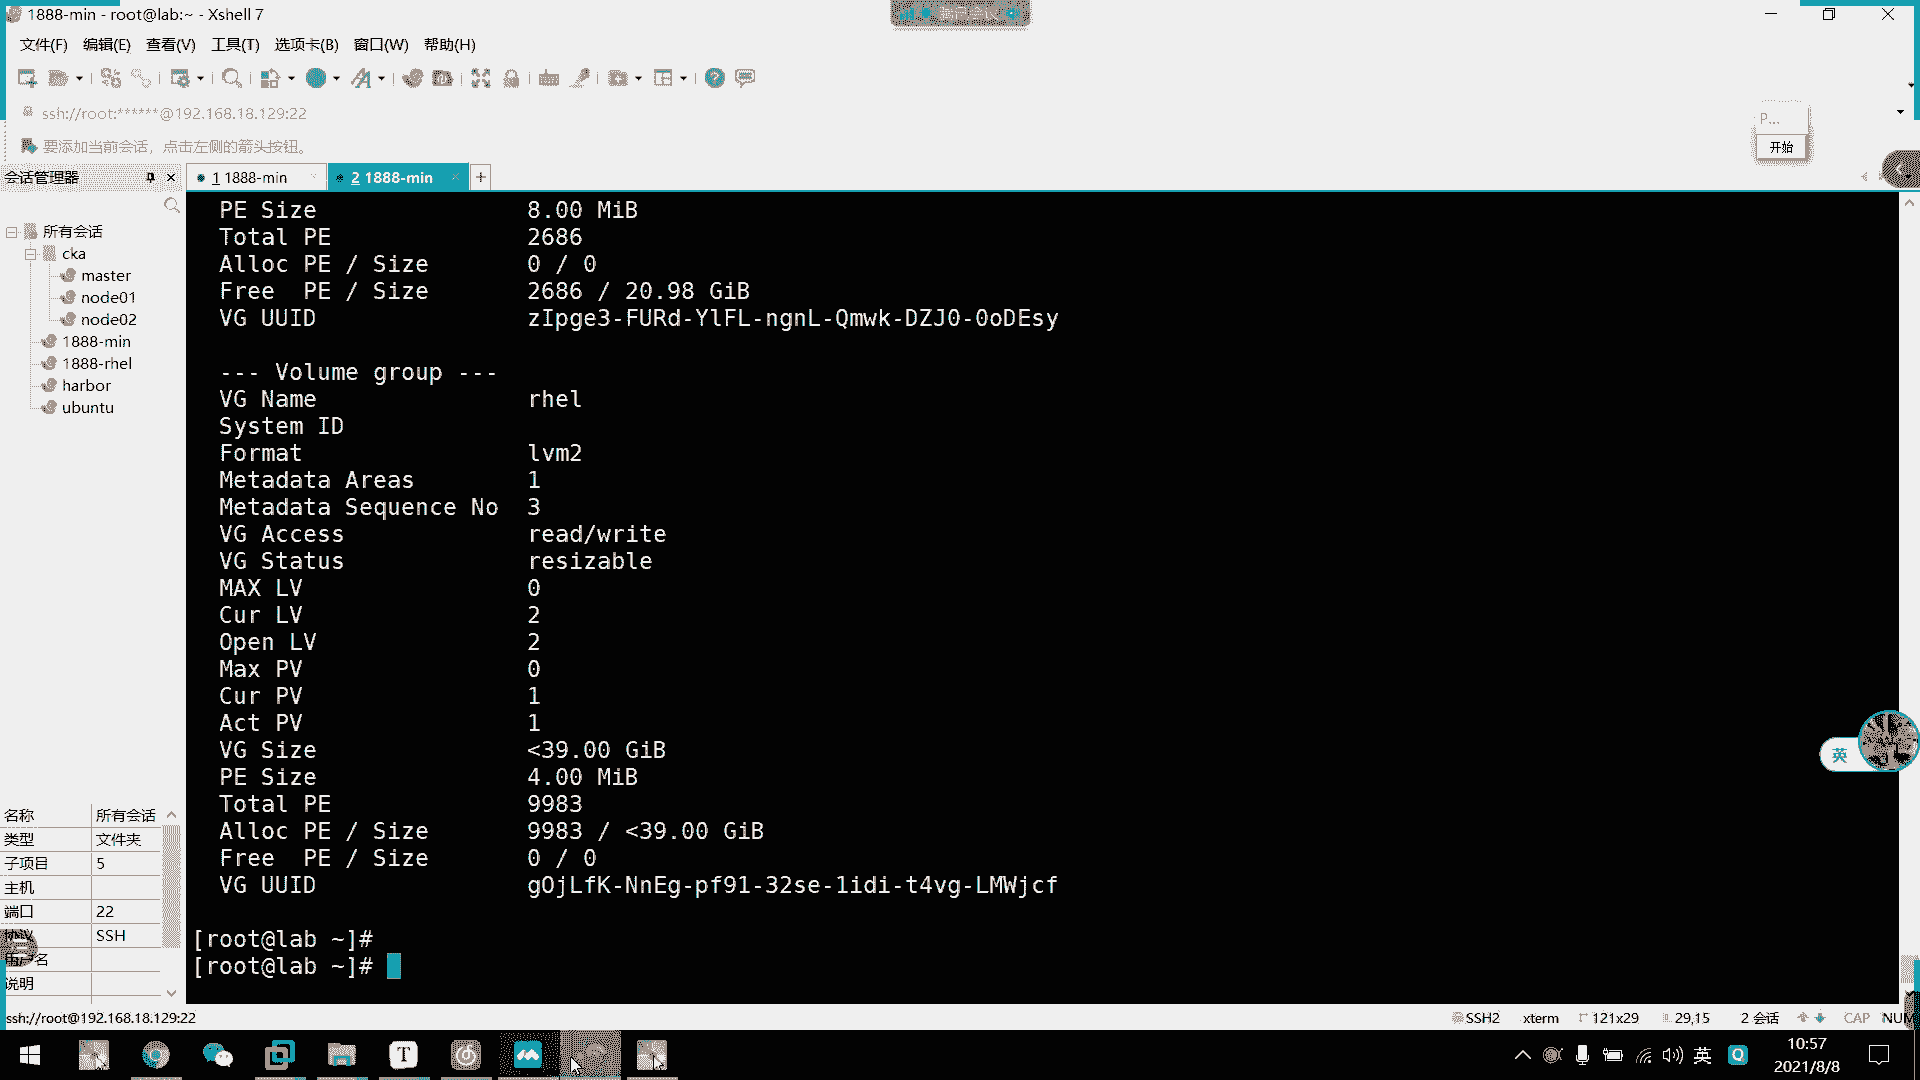 1888-min - root@lab:~ - Xshell 7
文件(F) 编辑(E) 查看(V) 工具(T) 选项卡(B) 窗口(W) 帮助(H)
ssh://root:******@192.168.18.129:22
要添加当前会话，点击左侧的箭头按钮。
P...
开始
会话管理器
1 1888-min
2 1888-min
所有会话
cka
master
node01
node02
1888-min
1888-rhel
harbor
ubuntu
PE Size 8.00 MiB
Total PE 2686
Alloc PE / Size 0 / 0
Free  PE / Size 2686 / 20.98 GiB
VG UUID zIpge3-FURd-YlFL-ngnL-Qmwk-DZJ0-0oDEsy
--- Volume group ---
VG Name rhel
System ID
Format lvm2
Metadata Areas 1
Metadata Sequence No 3
VG Access read/write
VG Status resizable
MAX LV 0
Cur LV 2
Open LV 2
Max PV 0
Cur PV 1
Act PV 1
VG Size <39.00 GiB
PE Size 4.00 MiB
Total PE 9983
Alloc PE / Size 9983 / <39.00 GiB
Free  PE / Size 0 / 0
VG UUID gOjLfK-NnEg-pf91-32se-1idi-t4vg-LMWjcf
[root@lab ~]#
[root@lab ~]#
英
名称 所有会话
类型 文件夹
子项目 5
主机
端口 22
SSH
说明
ssh://root@192.168.18.129:22
SSH2 xterm 121x29 29,15 2 会话 CAP NUM
英
10:57
2021/8/8